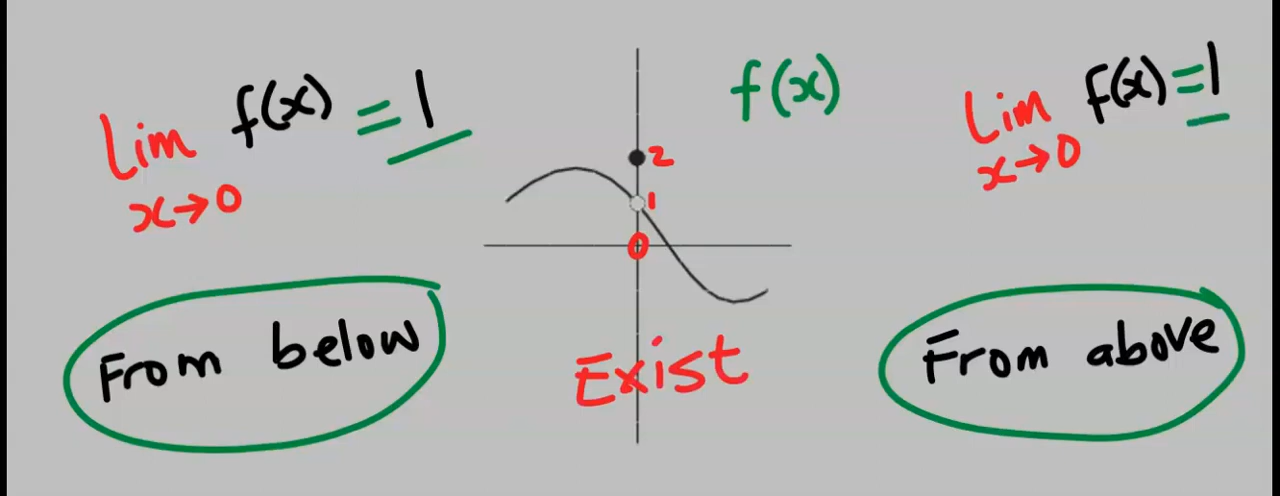 Lim f(x) = 1
x→0
From below
f(x)
2
1
0
Exist
Lim f(x) = 1
x→0
From above